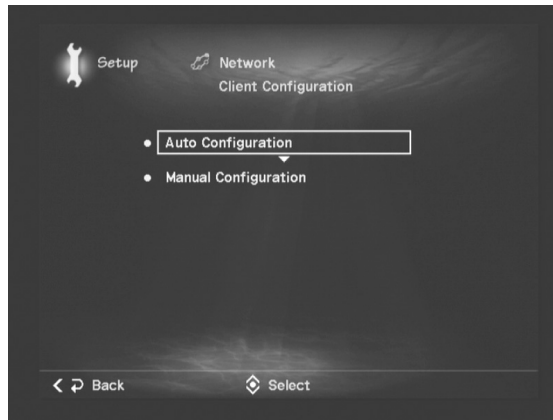 Setup
Network
Client Configuration
Auto Configuration
Manual Configuration
Back
Select